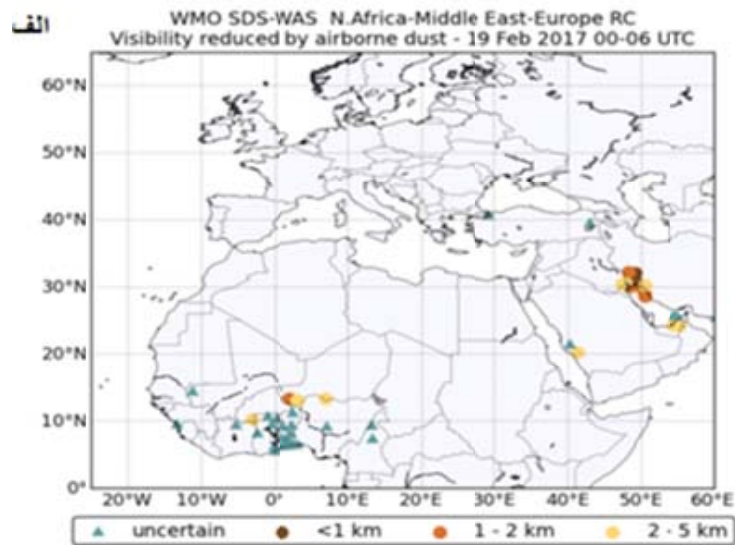 الف
WMO SDS-WAS N.Africa-Middle East-Europe RC
Visibility reduced by airborne dust - 19 Feb 2017 00-06 UTC
60°N
50°N
40°N
30°N
20°N
10°N
0°
20°W 10°W 0° 10°E 20°E 30°E 40°E 50°E 60°E
uncertain <1 km 1 - 2 km 2 - 5 km